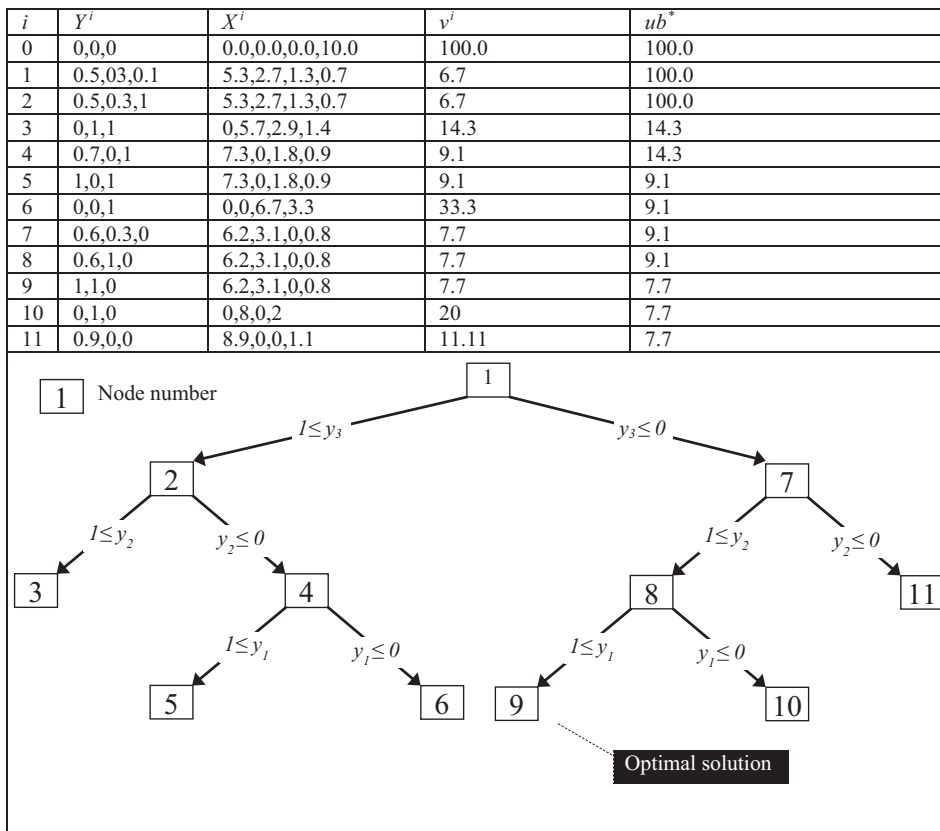 i Y^i X^i v^i ub^*
0 0,0,0 0.0,0.0,0.0,10.0 100.0 100.0
1 0.5,03,0.1 5.3,2.7,1.3,0.7 6.7 100.0
2 0.5,0.3,1 5.3,2.7,1.3,0.7 6.7 100.0
3 0,1,1 0,5.7,2.9,1.4 14.3 14.3
4 0.7,0,1 7.3,0,1.8,0.9 9.1 14.3
5 1,0,1 7.3,0,1.8,0.9 9.1 9.1
6 0,0,1 0,0,6.7,3.3 33.3 9.1
7 0.6,0.3,0 6.2,3.1,0,0.8 7.7 9.1
8 0.6,1,0 6.2,3.1,0,0.8 7.7 9.1
9 1,1,0 6.2,3.1,0,0.8 7.7 7.7
10 0,1,0 0,8,0,2 20 7.7
11 0.9,0,0 8.9,0,0,1.1 11.11 7.7
1 Node number
1
1≤y_3 y_3≤0
2 7
1≤y_2 y_2≤0 1≤y_2 y_2≤0
3 4 8 11
1≤y_1 y_1≤0 1≤y_1 y_1≤0
5 6 9 10
Optimal solution